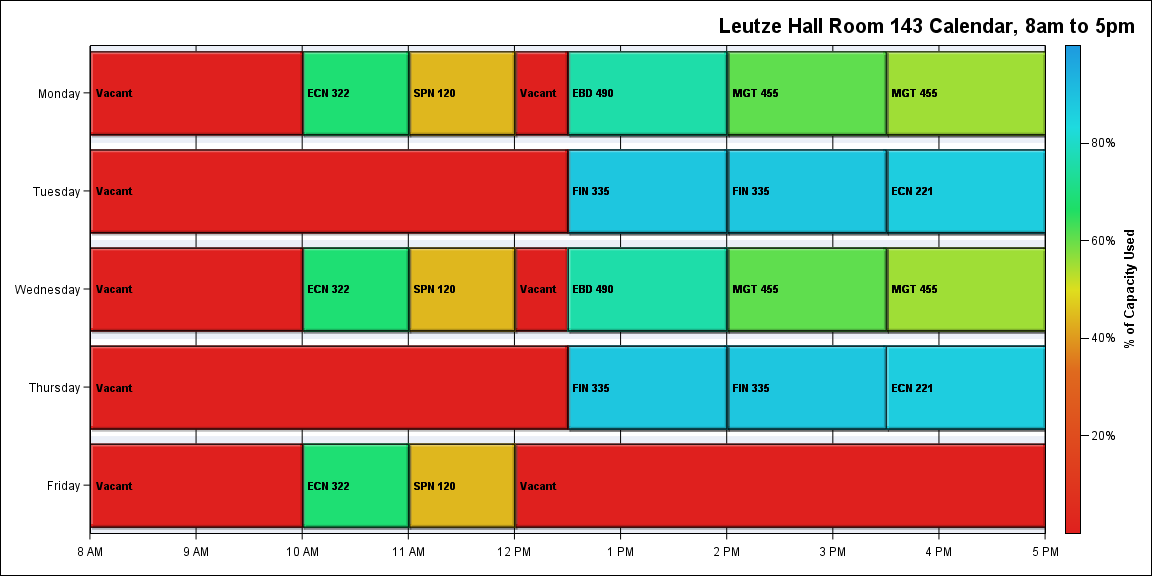 Leutze Hall Room 143 Calendar, 8am to 5pm
Monday
Vacant
ECN 322
SPN 120
Vacant
EBD 490
MGT 455
MGT 455
Tuesday
Vacant
FIN 335
FIN 335
ECN 221
Wednesday
Vacant
ECN 322
SPN 120
Vacant
EBD 490
MGT 455
MGT 455
Thursday
Vacant
FIN 335
FIN 335
ECN 221
Friday
Vacant
ECN 322
SPN 120
Vacant
8 AM
9 AM
10 AM
11 AM
12 PM
1 PM
2 PM
3 PM
4 PM
5 PM
80%
60%
40%
20%
% of Capacity Used